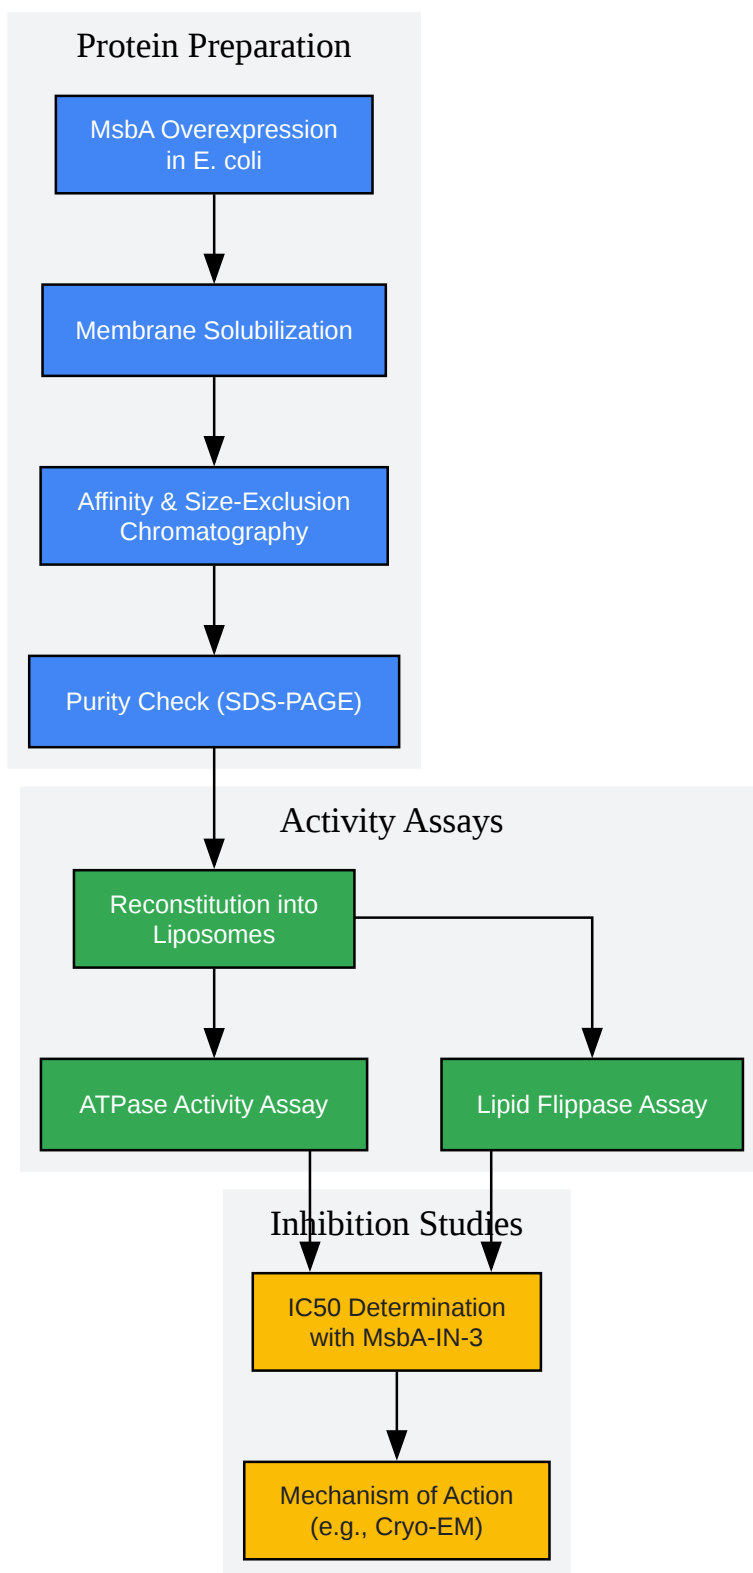 Protein Preparation
MsbA Overexpression
in E. coli
Membrane Solubilization
Affinity & Size-Exclusion
Chromatography
Purity Check (SDS-PAGE)
Activity Assays
Reconstitution into
Liposomes
ATPase Activity Assay
Lipid Flippase Assay
Inhibition Studies
IC50 Determination
with MsbA-IN-3
Mechanism of Action
(e.g., Cryo-EM)